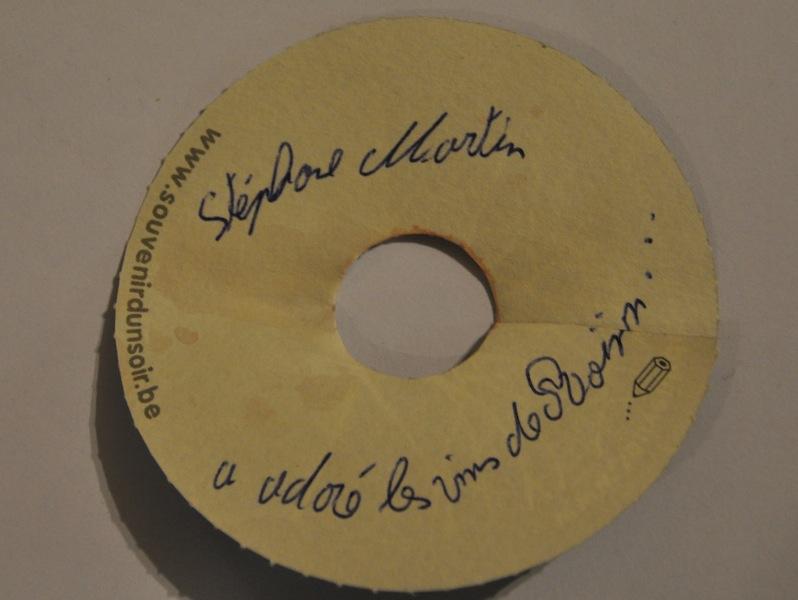 www.souvenirdunsoir.be
Stéphane Martin
a adoré les vins de